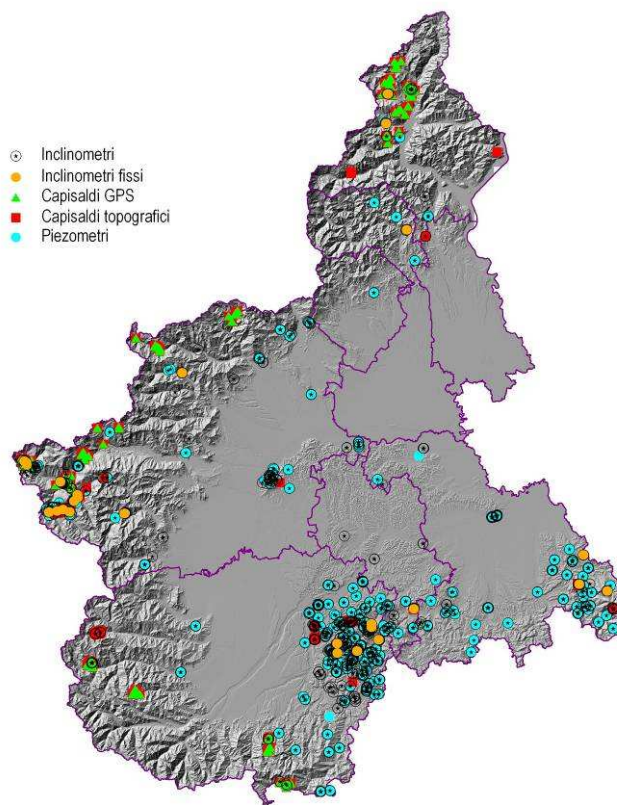 Inclinometri
Inclinometri fissi
Capisaldi GPS
Capisaldi topografici
Piezometri